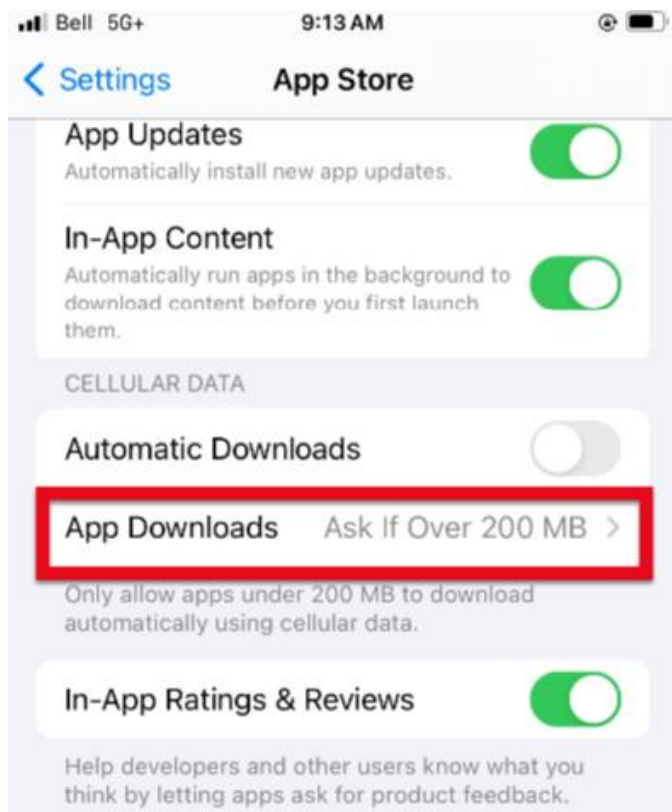 Bell 5G+ 9:13 AM
Settings App Store
App Updates
Automatically install new app updates.
In-App Content
Automatically run apps in the background to
download content before you first launch
them.
CELLULAR DATA
Automatic Downloads
App Downloads Ask If Over 200 MB
Only allow apps under 200 MB to download
automatically using cellular data.
In-App Ratings & Reviews
Help developers and other users know what you
think by letting apps ask for product feedback.